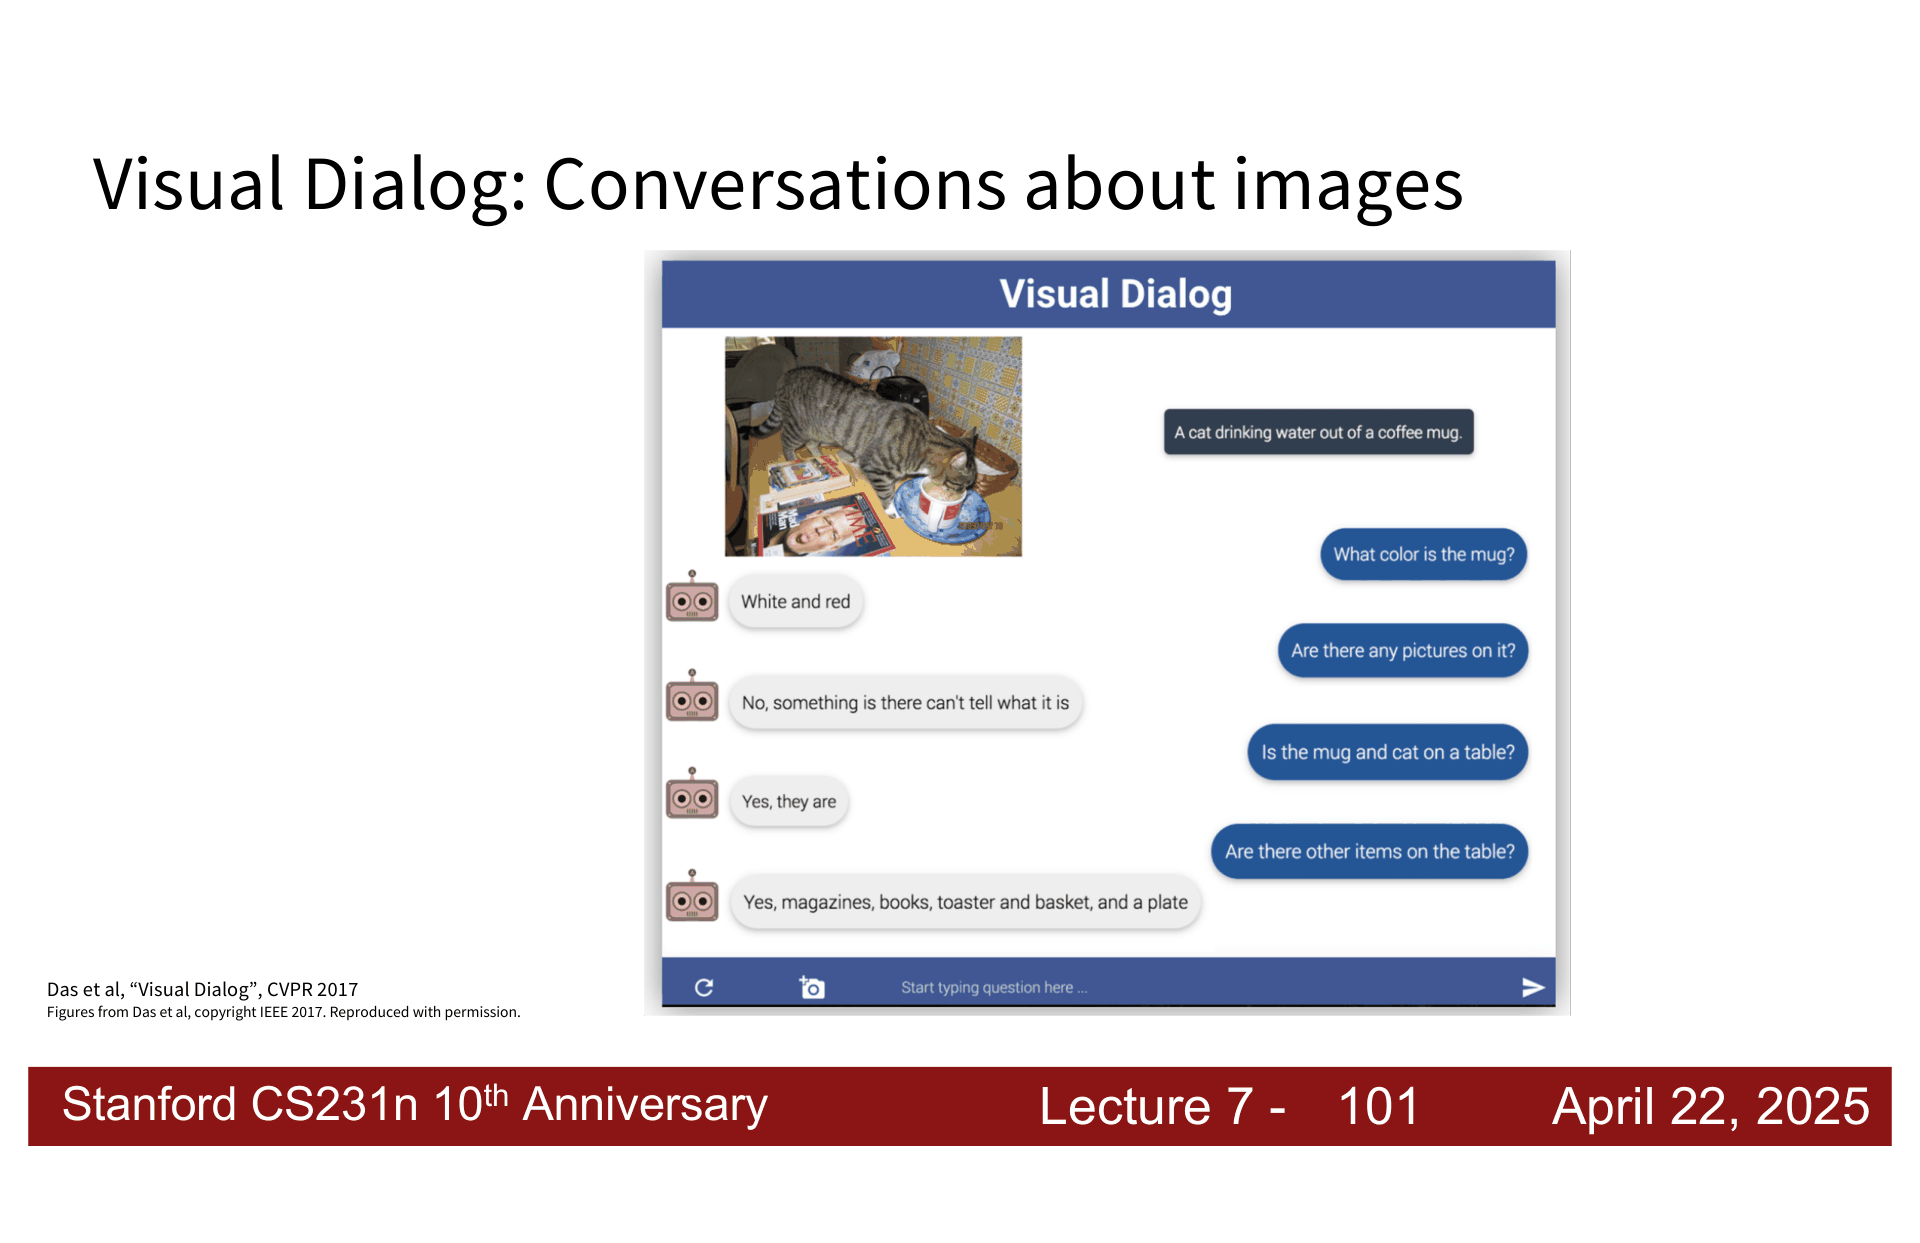 Visual Dialog: Conversations about images
Visual Dialog
A cat drinking water out of a coffee mug.
TIME
What color is the mug?
White and red
Are there any pictures on it?
No, something is there can't tell what it is
Is the mug and cat on a table?
Yes, they are
Are there other items on the table?
Yes, magazines, books, toaster and basket, and a plate
Start typing question here ...
Das et al, “Visual Dialog”, CVPR 2017
Figures from Das et al, copyright IEEE 2017. Reproduced with permission.
Stanford CS231n 10th Anniversary
Lecture 7 - 101
April 22, 2025